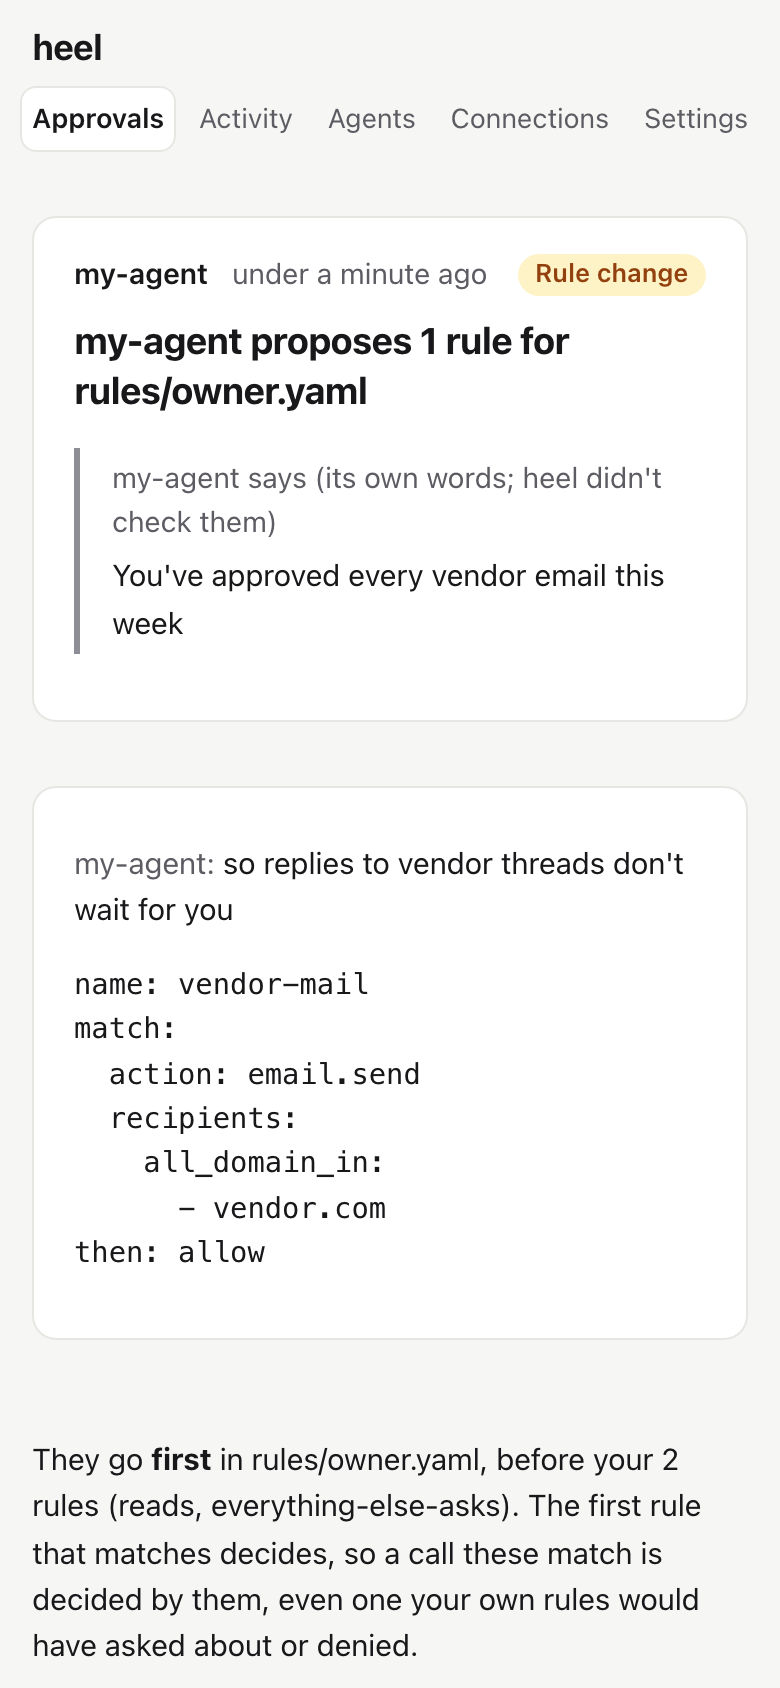 heel
Approvals Activity Agents Connections Settings
my-agent under a minute ago Rule change
my-agent proposes 1 rule for
rules/owner.yaml
my-agent says (its own words; heel didn't
check them)
You've approved every vendor email this
week
my-agent: so replies to vendor threads don't
wait for you
name: vendor-mail
match:
  action: email.send
  recipients:
    all_domain_in:
      - vendor.com
then: allow
They go first in rules/owner.yaml, before your 2
rules (reads, everything-else-asks). The first rule
that matches decides, so a call these match is
decided by them, even one your own rules would
have asked about or denied.